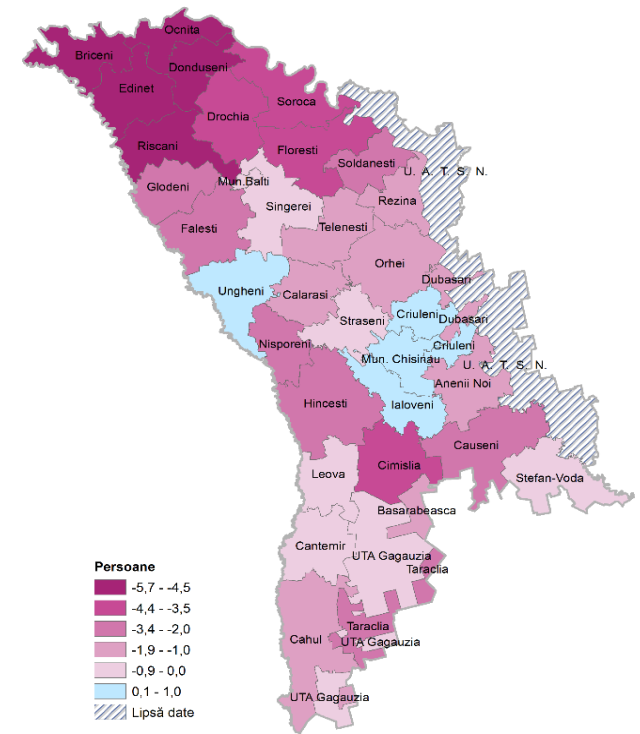 Ocnita
Briceni
Donduseni
Edinet
Soroca
Drochia
Riscani
Floresti
Soldanesti
U. A. T. S. N.
Glodeni
Mun.Balti
Rezina
Singerei
Falesti
Telenesti
Orhei
Dubasari
Ungheni
Calarasi
Criuleni
Straseni
Dubasari
Nisporeni
Criuleni
Mun. Chisinau
U. A. T. S. N.
Anenii Noi
Hincesti
Ialoveni
Causeni
Cimislia
Leova
Stefan-Voda
Basarabeasca
Cantemir
UTA Gagauzia
Taraclia
Taraclia
Cahul
UTA Gagauzia
UTA Gagauzia
Persoane
-5,7 - -4,5
-4,4 - -3,5
-3,4 - -2,0
-1,9 - -1,0
-0,9 - 0,0
0,1 - 1,0
Lipsă date